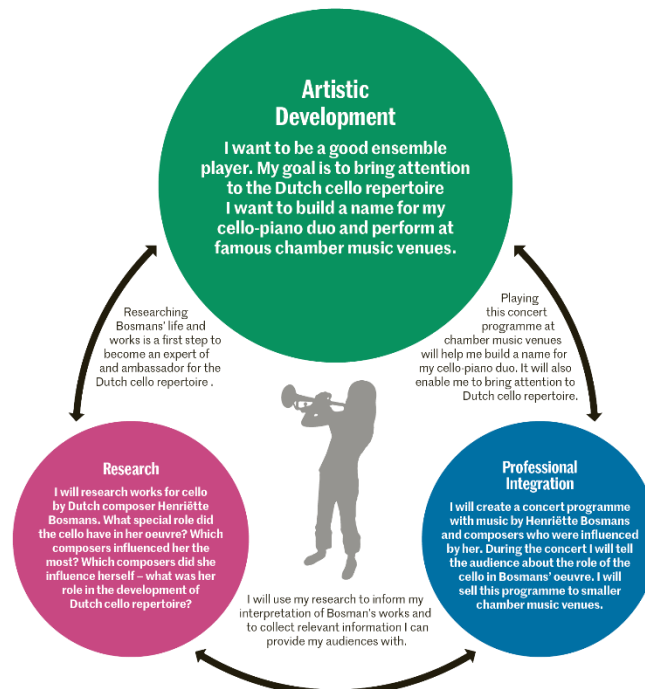 Artistic
Development
I want to be a good ensemble
player. My goal is to bring attention
to the Dutch cello repertoire
I want to build a name for my
cello-piano duo and perform at
famous chamber music venues.
Researching
Bosmans' life and
works is a first step to
become an expert of
and ambassador for the
Dutch cello repertoire .
Playing
this concert
programme at
chamber music venues
will help me build a name for
my cello-piano duo. It will also
enable me to bring attention to
Dutch cello repertoire.
Research
I will research works for cello
by Dutch composer Henriëtte
Bosmans. What special role did
the cello have in her oeuvre? Which
composers influenced her the
most? Which composers did she
influence herself – what was her
role in the development of
Dutch cello repertoire?
Professional
Integration
I will create a concert programme
with music by Henriëtte Bosmans
and composers who were influenced
by her. During the concert I will tell
the audience about the role of the
cello in Bosmans' oeuvre. I will
sell this programme to smaller
chamber music venues.
I will use my research to inform my
interpretation of Bosman's works and
to collect relevant information I can
provide my audiences with.